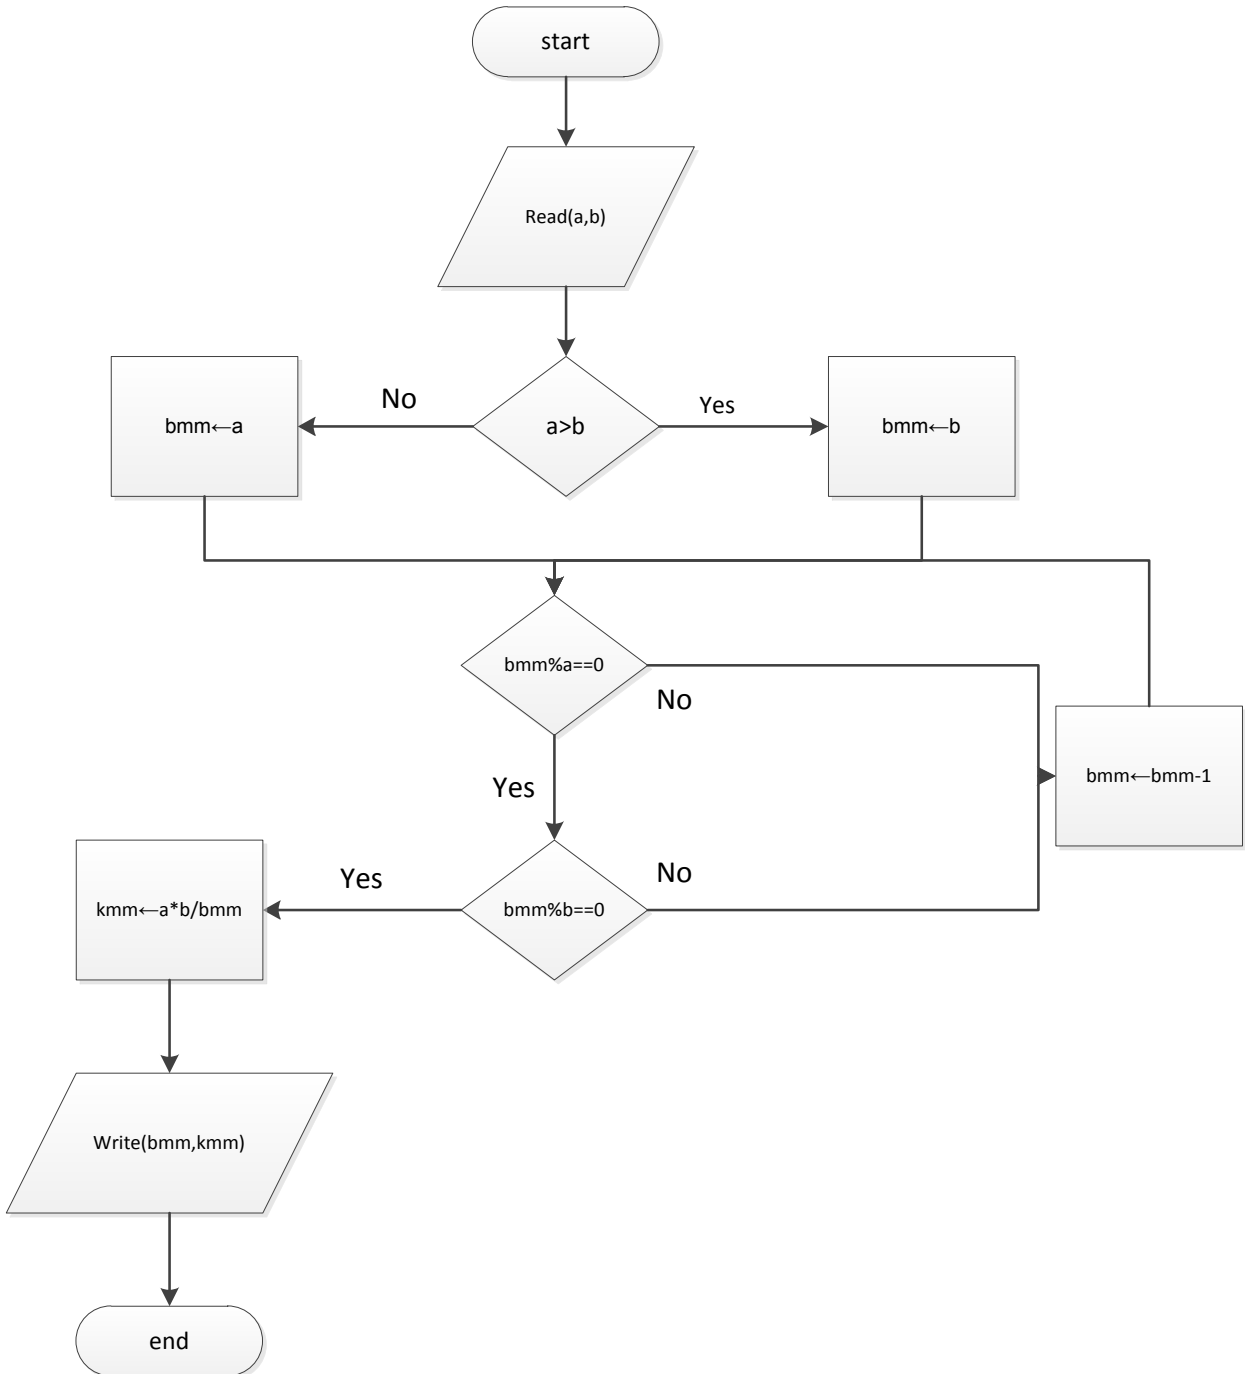 start
Read(a,b)
No
Yes
bmm←a
a>b
bmm←b
bmm%a==0
No
bmm←bmm-1
Yes
Yes
No
kmm←a*b/bmm
bmm%b==0
Write(bmm,kmm)
end